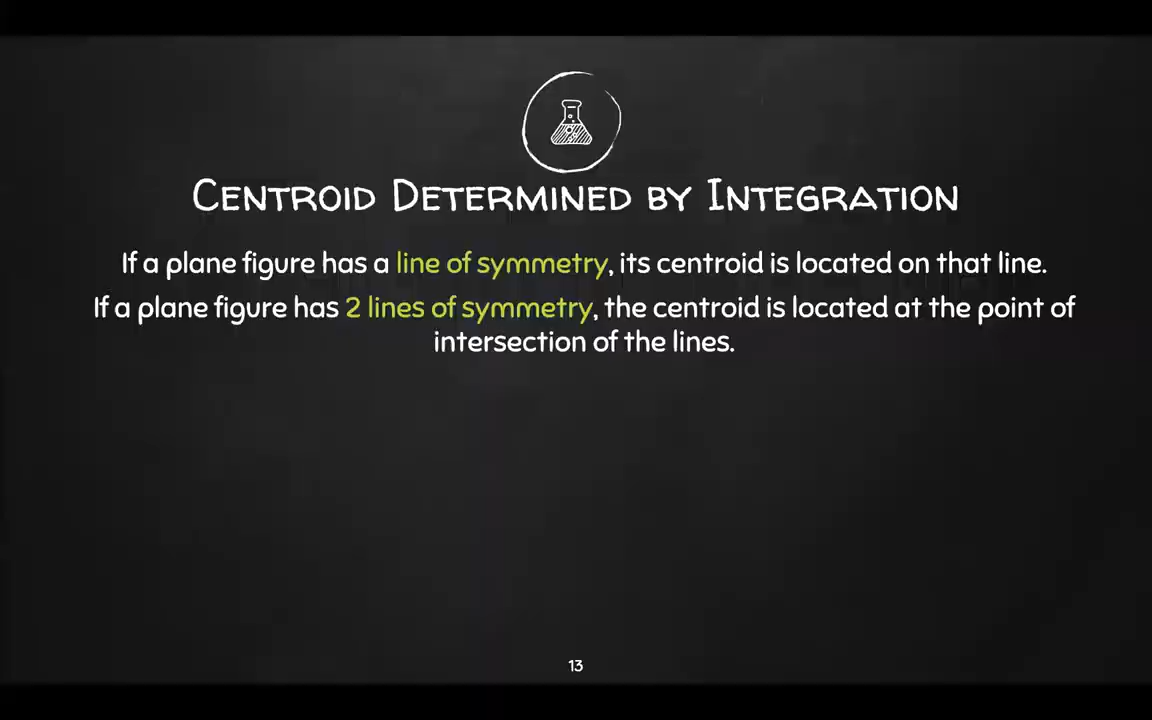 Centroid Determined by Integration
If a plane figure has a line of symmetry, its centroid is located on that line.
If a plane figure has 2 lines of symmetry, the centroid is located at the point of
intersection of the lines.
13